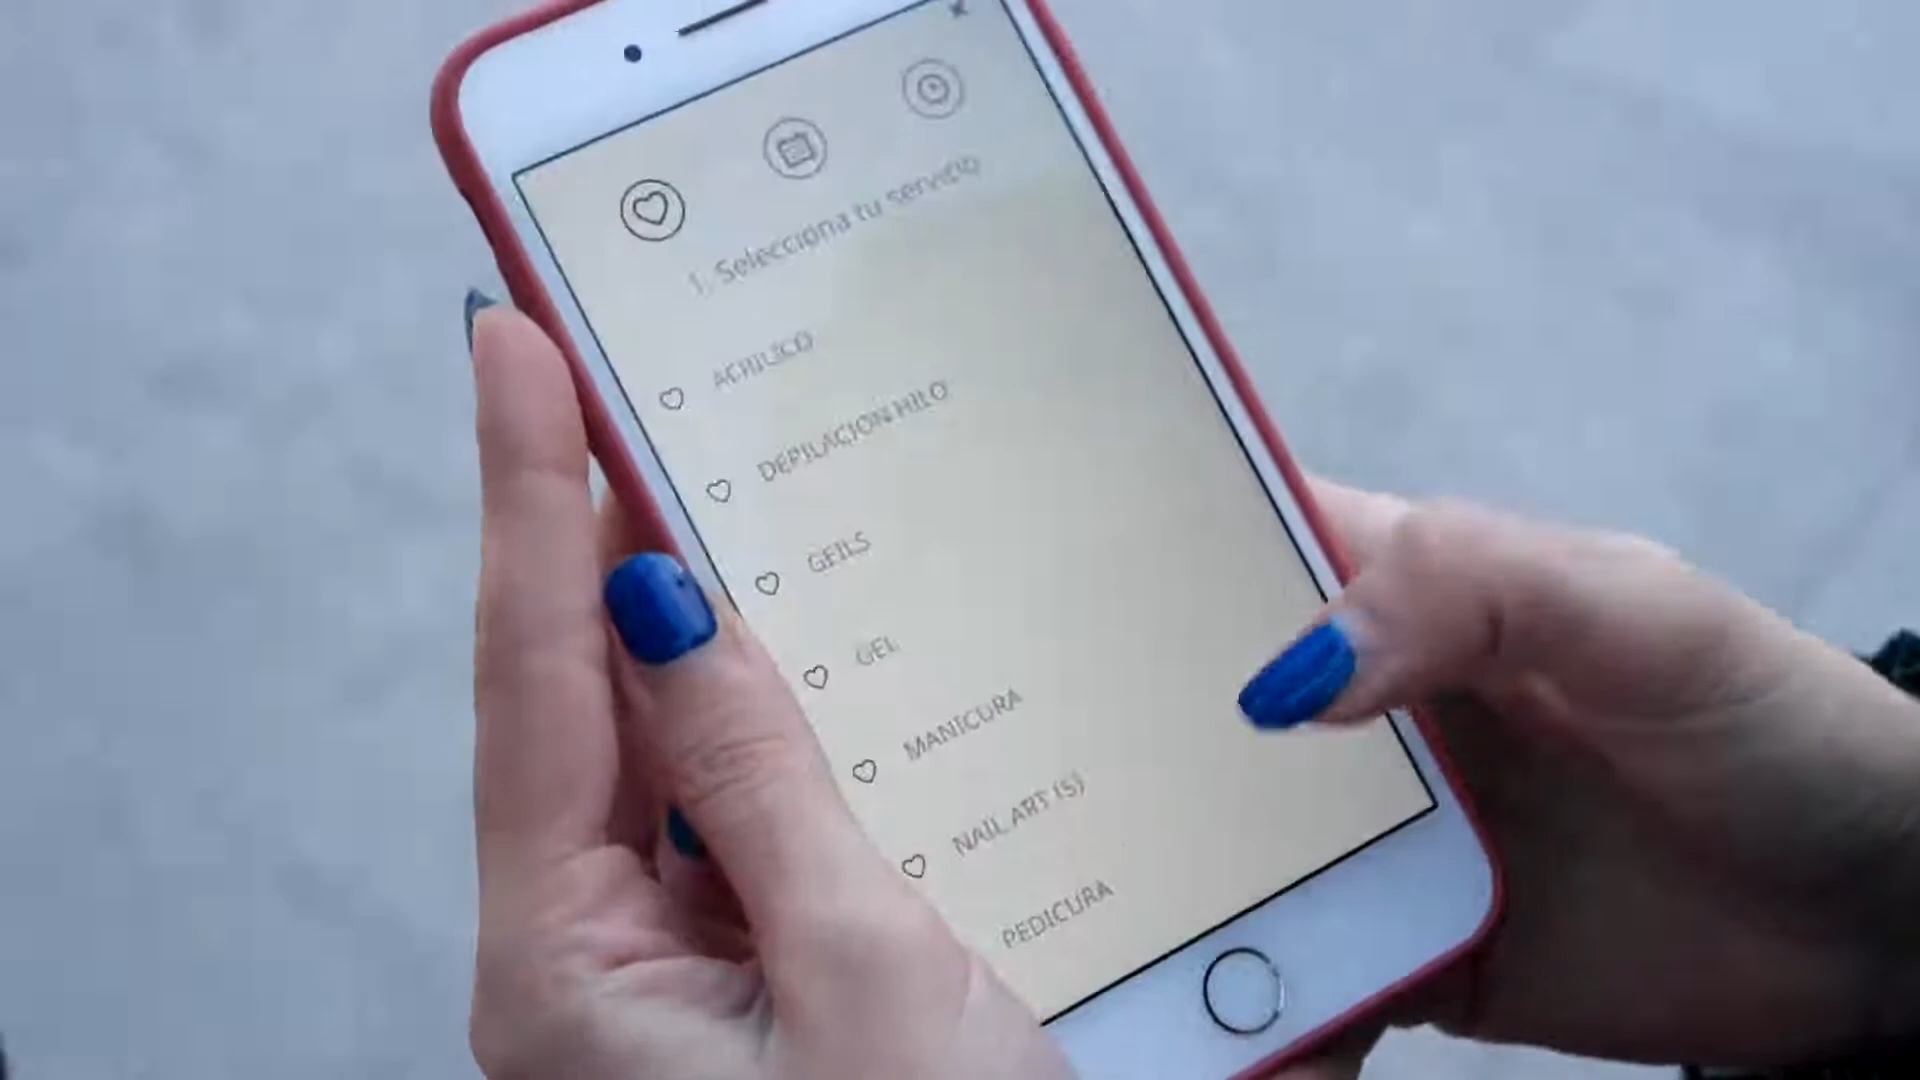 1. Selecciona tu servicio
ACRILICO
DEPILACION HILO
GEILS
GEL
MANICURA
NAIL ART (S)
PEDICURA